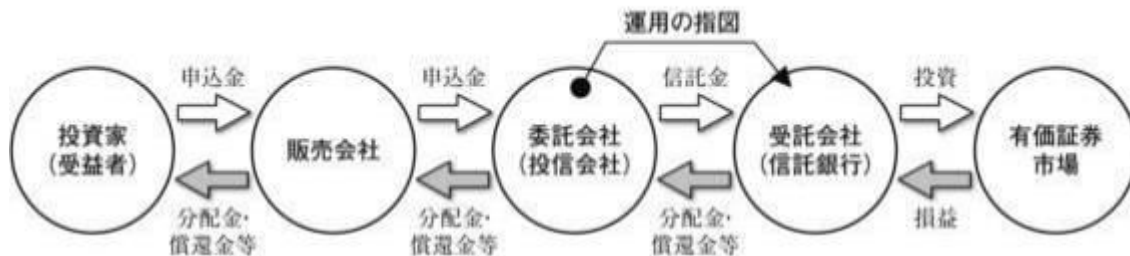 運用の指図
申込金
申込金
信託金
投資
投資家
(受益者)
販売会社
委託会社
(投信会社)
受託会社
(信託銀行)
有価証券
市場
分配金・
償還金等
分配金・
償還金等
分配金・
償還金等
損益